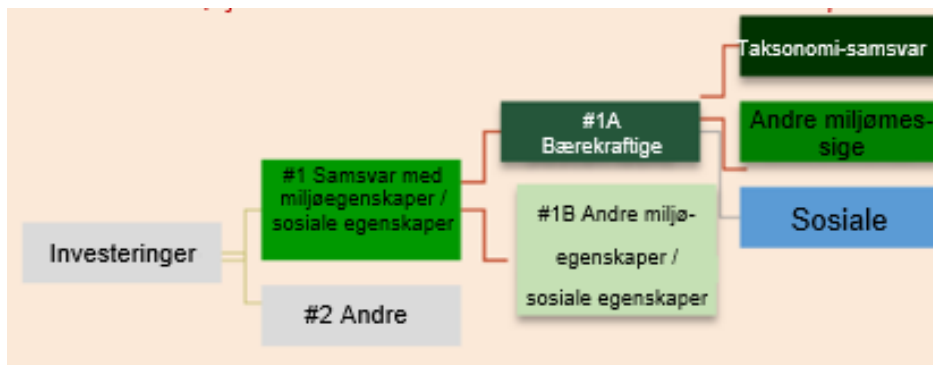 Investeringer
#1 Samsvar med
miljøegenskaper /
sosiale egenskaper
#2 Andre
#1A
Bærekraftige
#1B Andre miljø-
egenskaper /
sosiale egenskaper
Taksonomi-samsvar
Andre miljømes-
sige
Sosiale